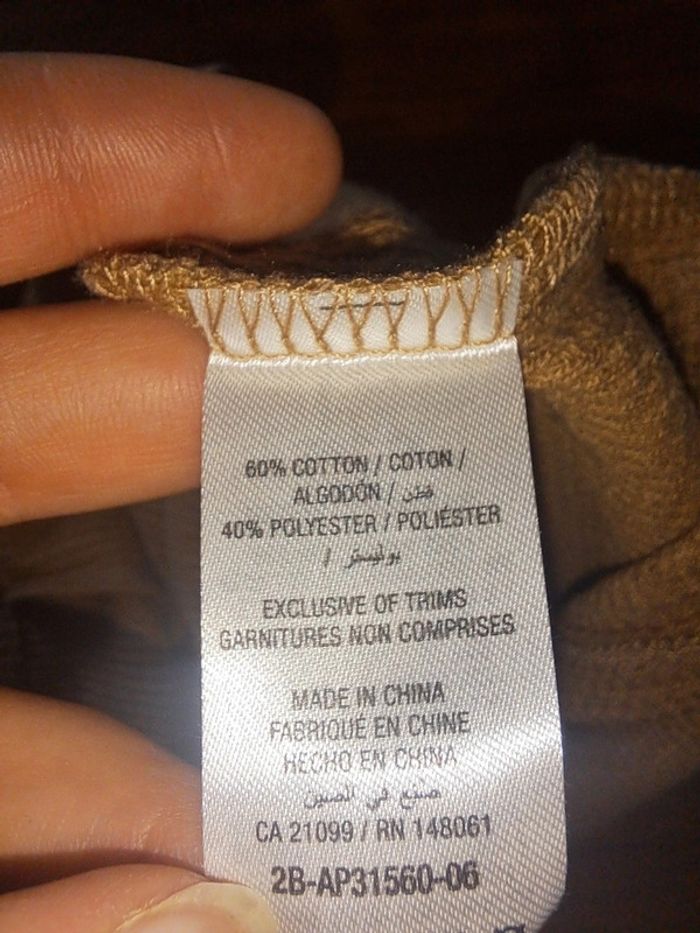 60% COTTON / COTON /
ALGODÓN / قطن
40% POLYESTER / POLIÉSTER
/ بوليستر
EXCLUSIVE OF TRIMS
GARNITURES NON COMPRISES
MADE IN CHINA
FABRIQUÉ EN CHINE
HECHO EN CHINA
صنع في الصين
CA 21099 / RN 148061
2B-AP31560-06